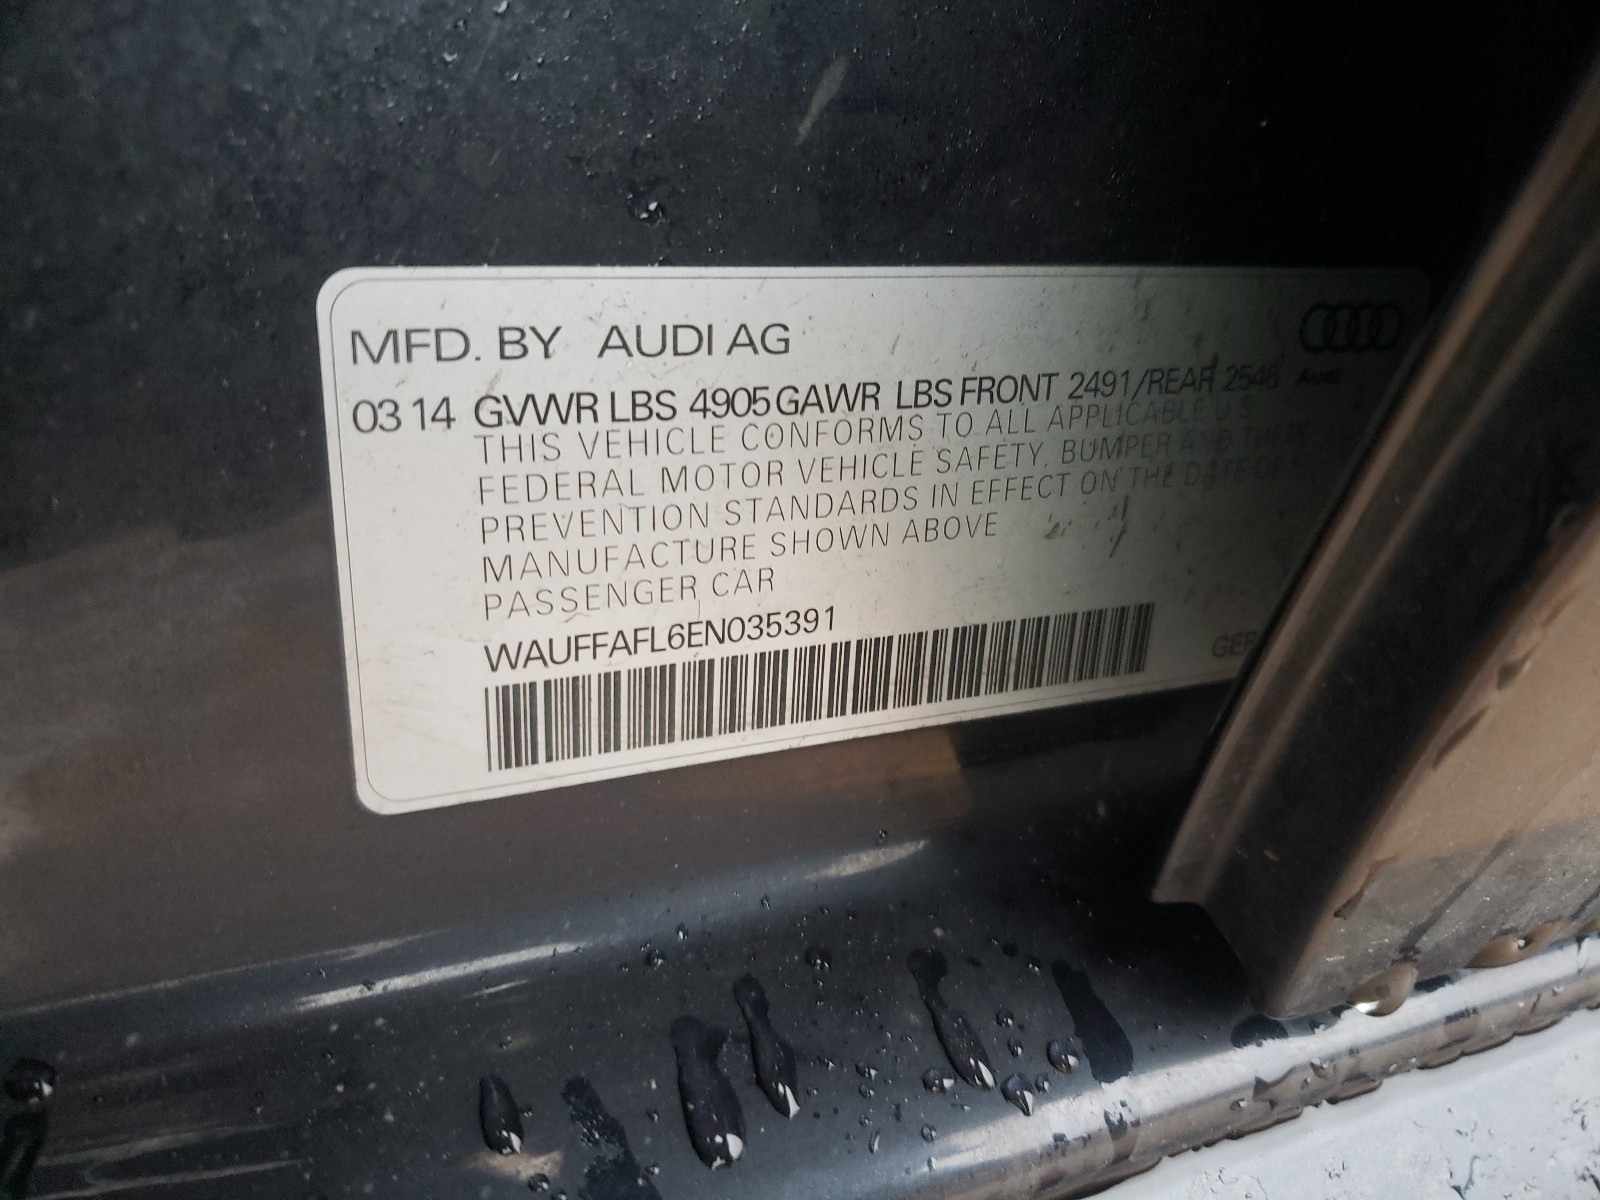 MFD. BY AUDI AG
03 14 GVWR LBS 4905 GAWR LBS FRONT 2491/REAR 2546 Audi
THIS VEHICLE CONFORMS TO ALL APPLICABLE U.S.
FEDERAL MOTOR VEHICLE SAFETY, BUMPER AND THEFT
PREVENTION STANDARDS IN EFFECT ON THE DATE OF
MANUFACTURE SHOWN ABOVE
PASSENGER CAR
WAUFFAFL6EN035391